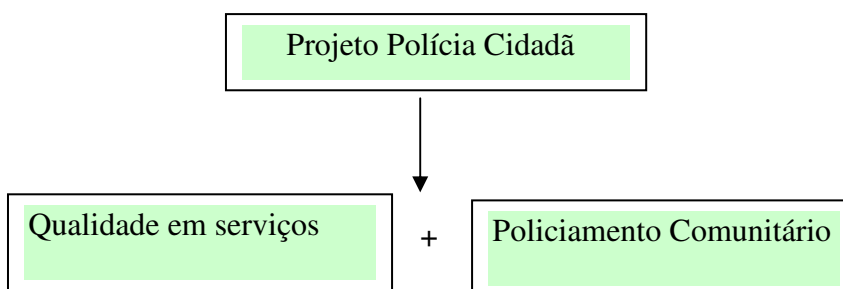 Projeto Polícia Cidadã
Qualidade em serviços
+
Policiamento Comunitário